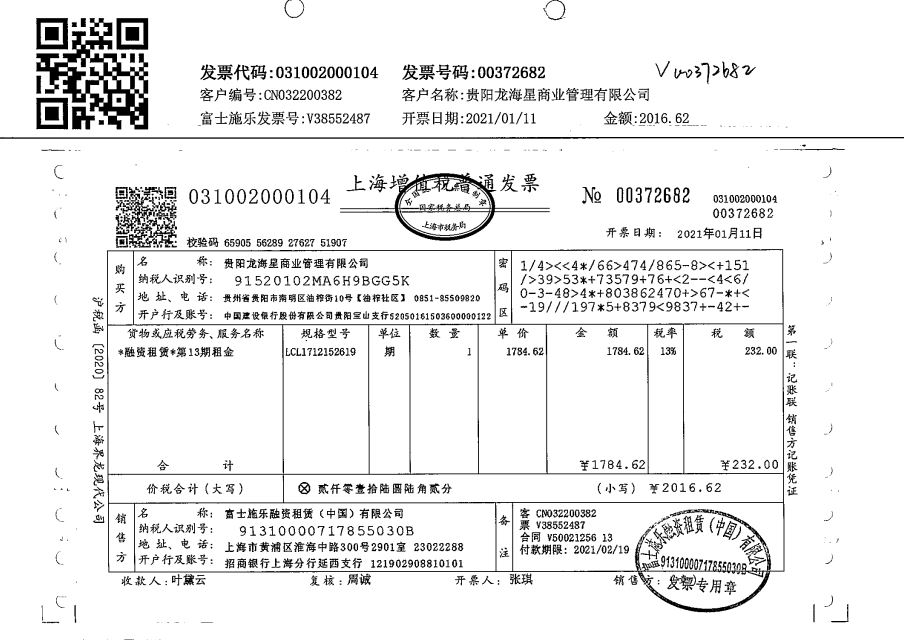 发票代码:031002000104 发票号码:00372682 V00372682
客户编号:CN032200382 客户名称:贵阳龙海星商业管理有限公司
富士施乐发票号:V38552487 开票日期:2021/01/11 金额:2016.62
031002000104 上海增值税普通发票 № 00372682 031002000104
00372682
国家税务总局
上海市税务局
校验码 65905 56289 27627 51907 开票日期: 2021年01月11日
购买方
名 称: 贵阳龙海星商业管理有限公司
纳税人识别号: 91520102MA6H9BGG5K
地 址、电 话: 贵州省贵阳市南明区油榨街10号【油榨社区】 0851-85509820
开户行及账号: 中国建设银行股份有限公司贵阳宝山支行52050161503600000122
密码区
1/4><<4*/66>474/865-8><+151
/>39>53*+73579+76+<2--<4<6/
0-3-48>4*+803862470+>67-*+<
-19///197*5+8379<9837+-42+-
货物或应税劳务、服务名称 规格型号 单位 数 量 单 价 金 额 税率 税 额
*融资租赁*第13期租金 LCL1712152619 期 1 1784.62 1784.62 13% 232.00
合 计 ¥1784.62 ¥232.00
价税合计(大写) ⊗ 贰仟零壹拾陆圆陆角贰分 (小写) ¥2016.62
销售方
名 称: 富士施乐融资租赁(中国)有限公司
纳税人识别号: 91310000717855030B
地 址、电 话: 上海市黄浦区淮海中路300号2901室 23022288
开户行及账号: 招商银行上海分行延西支行 121902908810101
备注
客 CN032200382
票 V38552487
合同 V50021256 13
付款期限: 2021/02/19
收款人: 叶黛云 复核: 周诚 开票人: 张琪 销售方:
富士施乐融资租赁(中国)有限公司
91310000717855030B
发票专用章
沪税函〔2020〕82号 上海界龙现代公司
第一联:记账联 销售方记账凭证